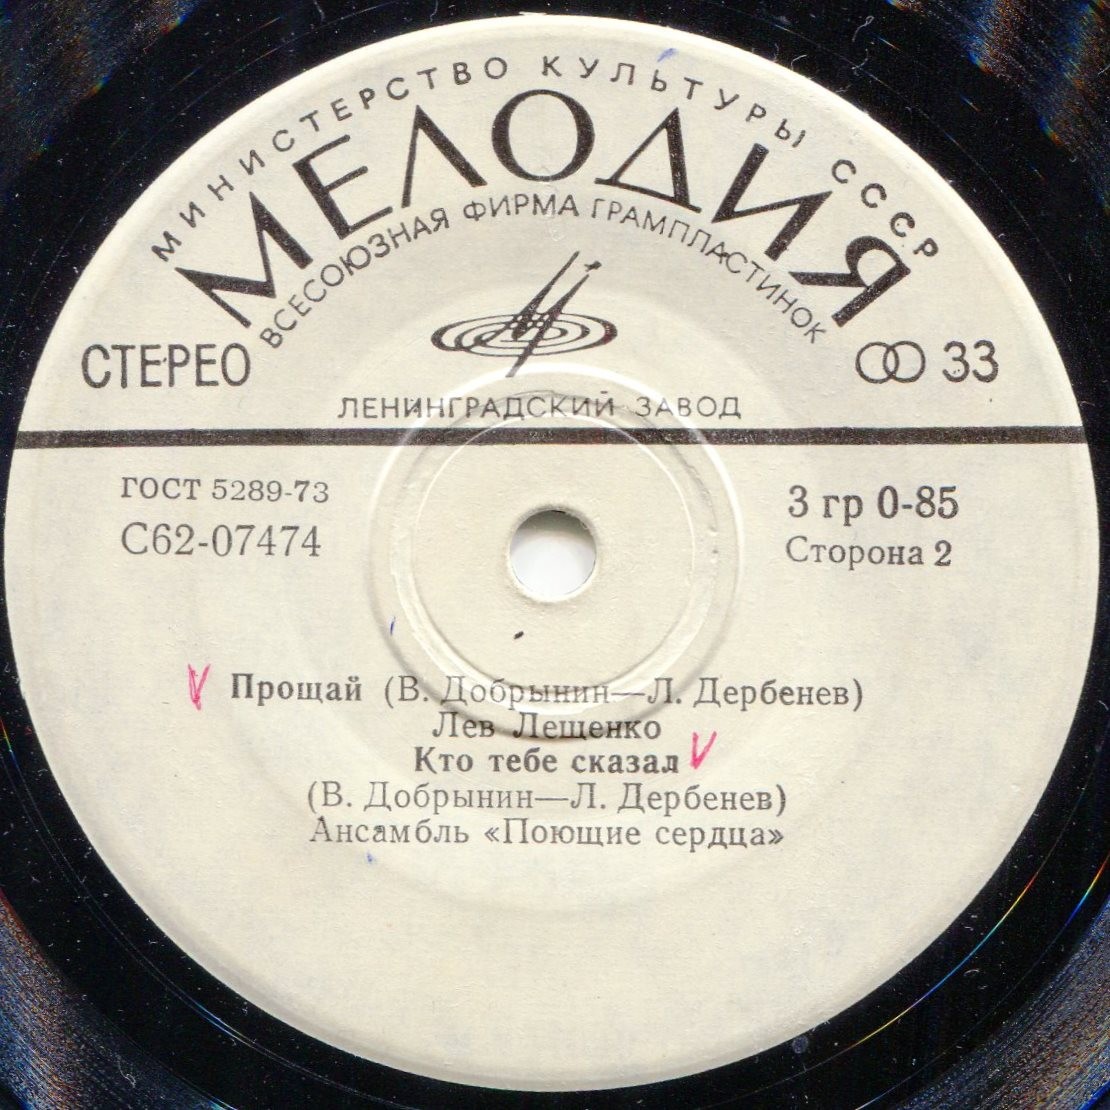 МИНИСТЕРСТВО КУЛЬТУРЫ СССР
МЕЛОДИЯ
ВСЕСОЮЗНАЯ ФИРМА ГРАМПЛАСТИНОК
СТЕРЕО
33
ЛЕНИНГРАДСКИЙ ЗАВОД
ГОСТ 5289-73
3 гр 0-85
С62-07474
Сторона 2
Прощай (В. Добрынин—Л. Дербенев)
Лев Лещенко
Кто тебе сказал
(В. Добрынин—Л. Дербенев)
Ансамбль «Поющие сердца»